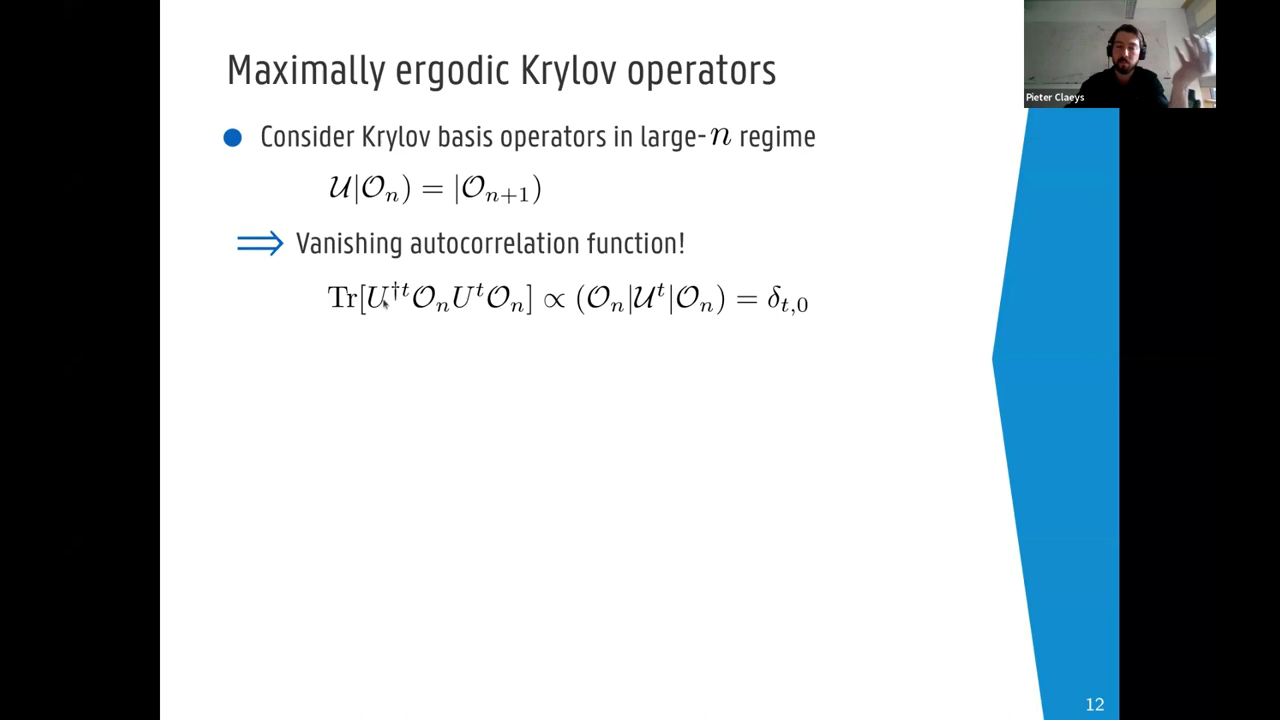 Maximally ergodic Krylov operators
Consider Krylov basis operators in large-n regime
𝒰|𝒪ₙ) = |𝒪ₙ₊₁)
⟹ Vanishing autocorrelation function!
Tr[U^{†t}𝒪ₙU^t𝒪ₙ] ∝ (𝒪ₙ|𝒰^t|𝒪ₙ) = δ_{t,0}
Pieter Claeys
12